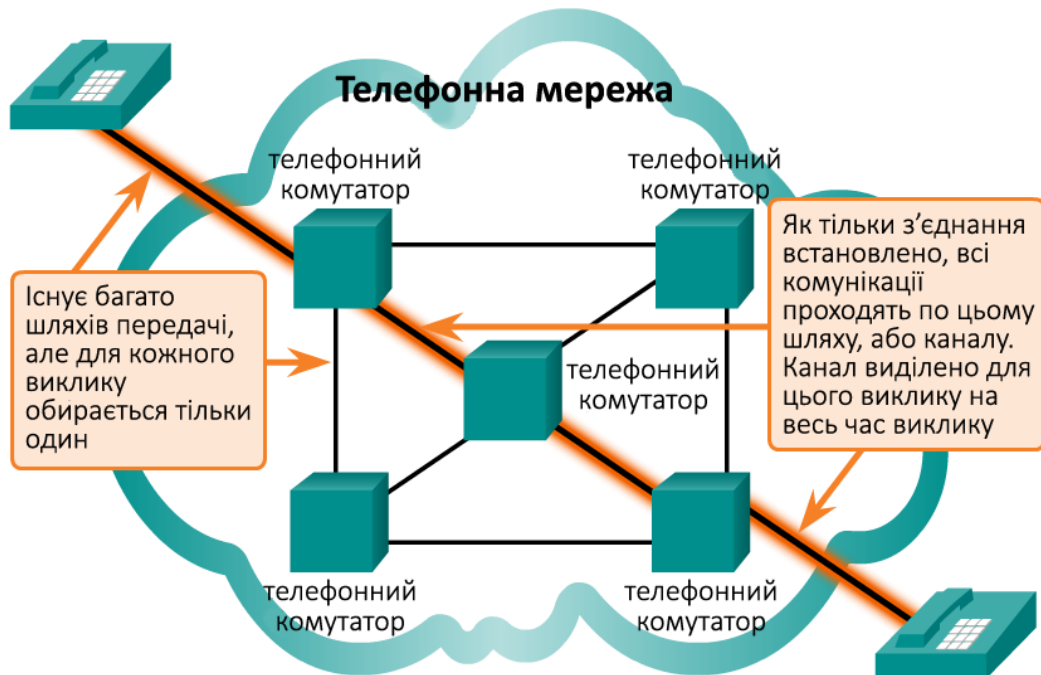 Телефонна мережа
телефонний
комутатор
телефонний
комутатор
Існує багато
шляхів передачі,
але для кожного
виклику
обирається тільки
один
Як тільки з’єднання
встановлено, всі
комунікації
проходять по цьому
шляху, або каналу.
Канал виділено для
цього виклику на
весь час виклику
телефонний
комутатор
телефонний
комутатор
телефонний
комутатор